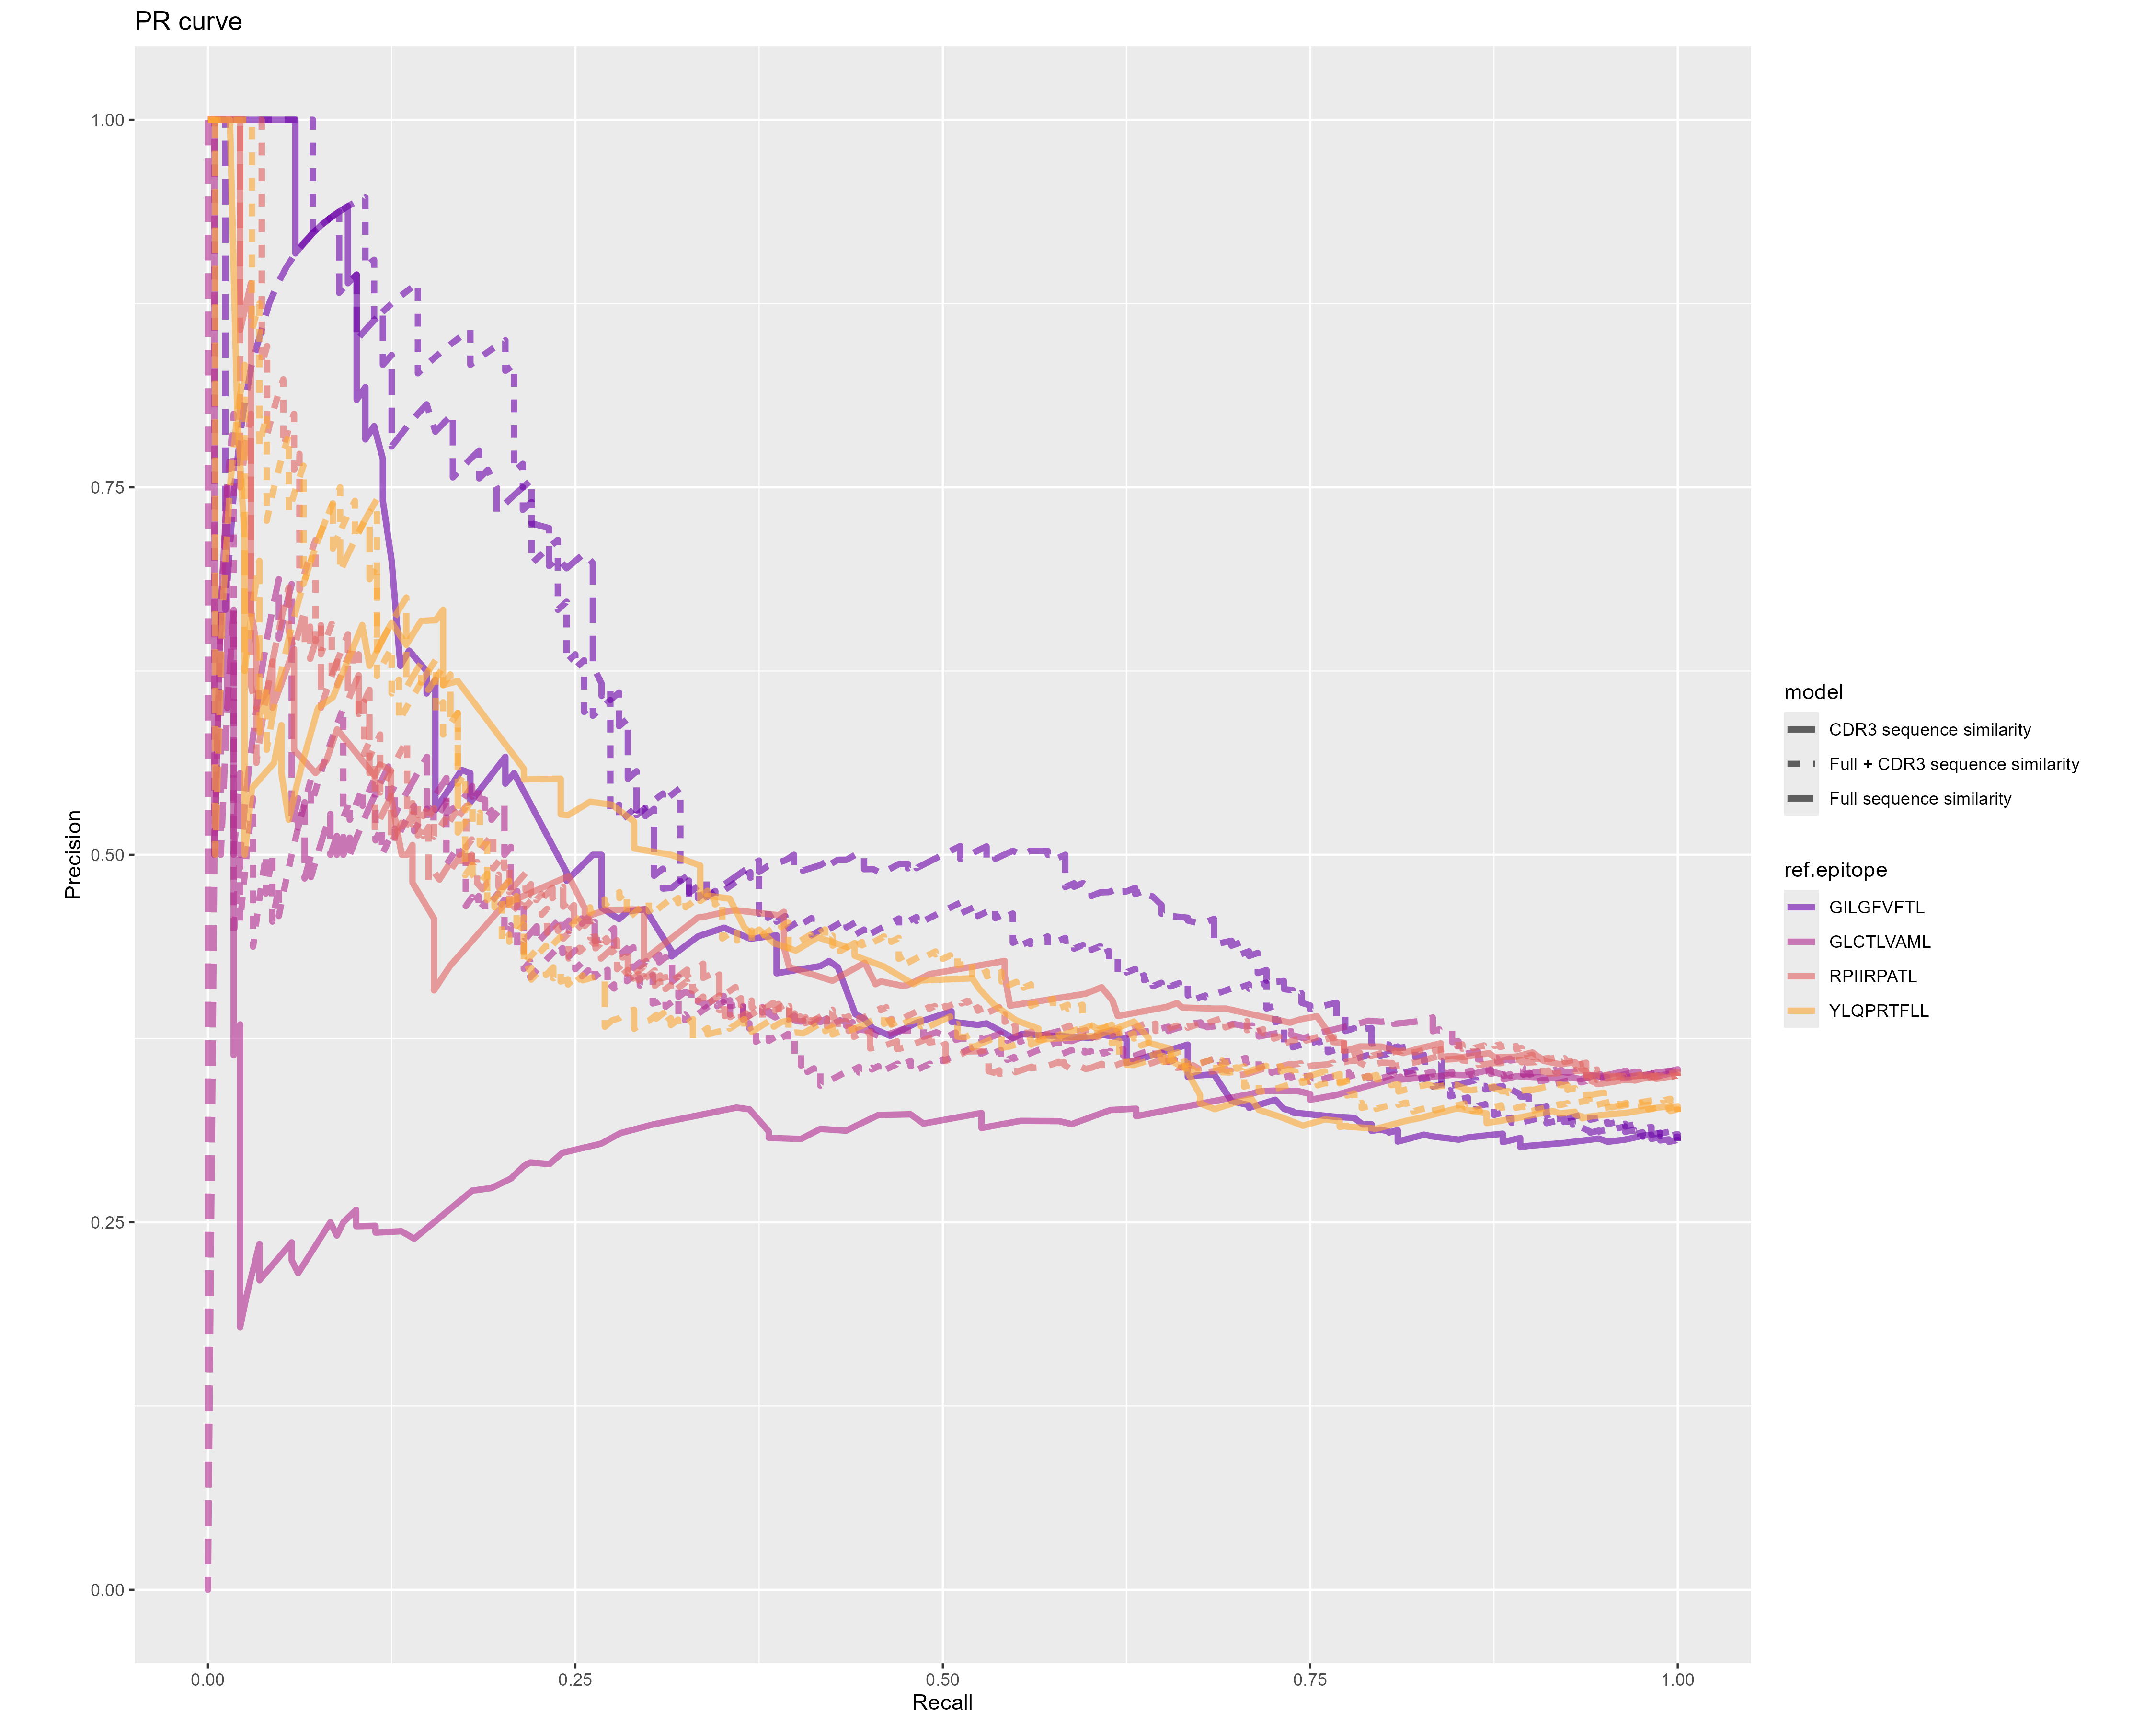 PR curve
1.00
0.75
0.50
0.25
0.00
Precision
0.00
0.25
0.50
0.75
1.00
Recall
model
CDR3 sequence similarity
Full + CDR3 sequence similarity
Full sequence similarity
ref.epitope
GILGFVFTL
GLCTLVAML
RPIIRPATL
YLQPRTFLL